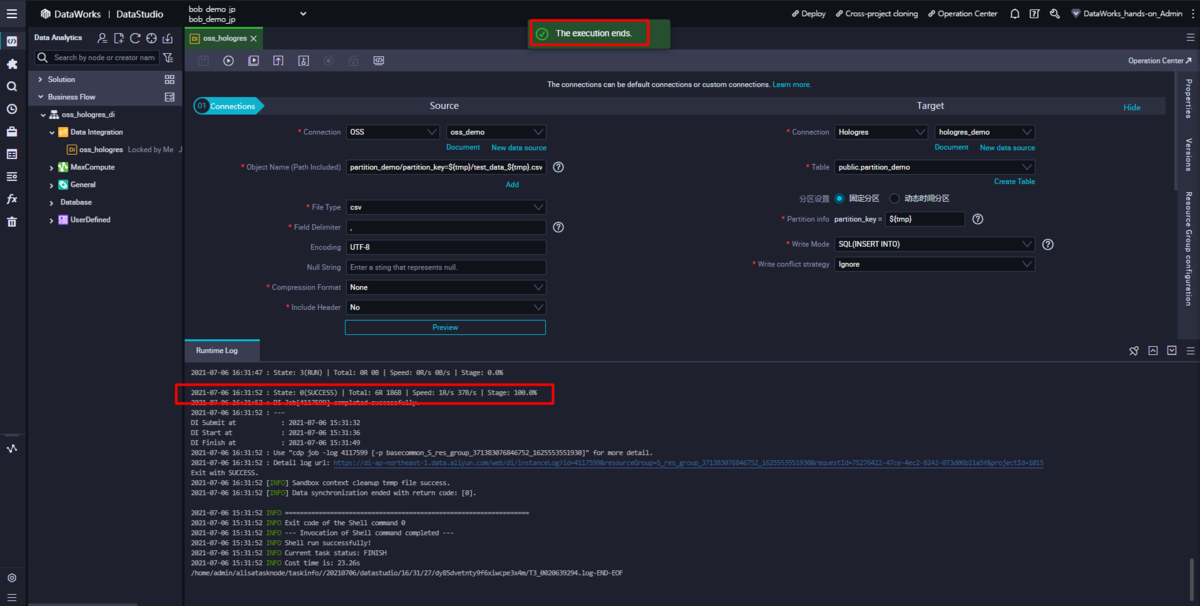 DataWorks | DataStudio
bob_demo_jp
bob_demo_jp
Deploy
Cross-project cloning
Operation Center
DataWorks_hands-on_Admin
Data Analytics
Search by node or creator name
Solution
Business Flow
oss_hologres_di
Data Integration
oss_hologres Locked by Me
MaxCompute
General
Database
UserDefined
oss_hologres
The execution ends.
Operation Center
The connections can be default connections or custom connections. Learn more.
01 Connections
Source
Target
Hide
* Connection OSS oss_demo
Document New data source
* Object Name (Path Included) partition_demo/partition_key=${tmp}/test_data_${tmp}.csv
Add
* File Type csv
* Field Delimiter ,
Encoding UTF-8
Null String Enter a sting that represents null.
* Compression Format None
* Include Header No
Preview
* Connection Hologres hologres_demo
Document New data source
* Table public.partition_demo
Create Table
分区设置 固定分区 动态时间分区
* Partition info partition_key = ${tmp}
* Write Mode SQL(INSERT INTO)
* Write conflict strategy Ignore
Properties
Versions
Resource Group configuration
Runtime Log
2021-07-06 16:31:47 : State: 3(RUN) | Total: 0R 0B | Speed: 0R/s 0B/s | Stage: 0.0%
2021-07-06 16:31:52 : State: 0(SUCCESS) | Total: 6R 186B | Speed: 1R/s 37B/s | Stage: 100.0%
2021-07-06 16:31:52 : DI Job[4117599] completed successfully.
2021-07-06 16:31:52 : ---
DI Submit at : 2021-07-06 15:31:32
DI Start at : 2021-07-06 15:31:36
DI Finish at : 2021-07-06 15:31:49
2021-07-06 16:31:52 : Use "cdp job -log 4117599 [-p basecommon_S_res_group_371383076846752_1625553551930]" for more detail.
2021-07-06 16:31:52 : Detail log url: https://di-ap-northeast-1.data.aliyun.com/web/di/instanceLog?id=4117599&resourceGroup=S_res_group_371383076846752_1625553551930&requestId=75276422-47ce-4ec2-8242-073d06b11a5f&projectId=1015
Exit with SUCCESS.
2021-07-06 16:31:52 [INFO] Sandbox context cleanup temp file success.
2021-07-06 16:31:52 [INFO] Data synchronization ended with return code: [0].
2021-07-06 15:31:52 INFO =================================================================
2021-07-06 15:31:52 INFO Exit code of the Shell command 0
2021-07-06 15:31:52 INFO --- Invocation of Shell command completed ---
2021-07-06 15:31:52 INFO Shell run successfully!
2021-07-06 15:31:52 INFO Current task status: FINISH
2021-07-06 15:31:52 INFO Cost time is: 23.26s
/home/admin/alisatasknode/taskinfo//20210706/datastudio/16/31/27/dy85dvetnty9f6xiwcpe3x4m/T3_0020639294.log-END-EOF